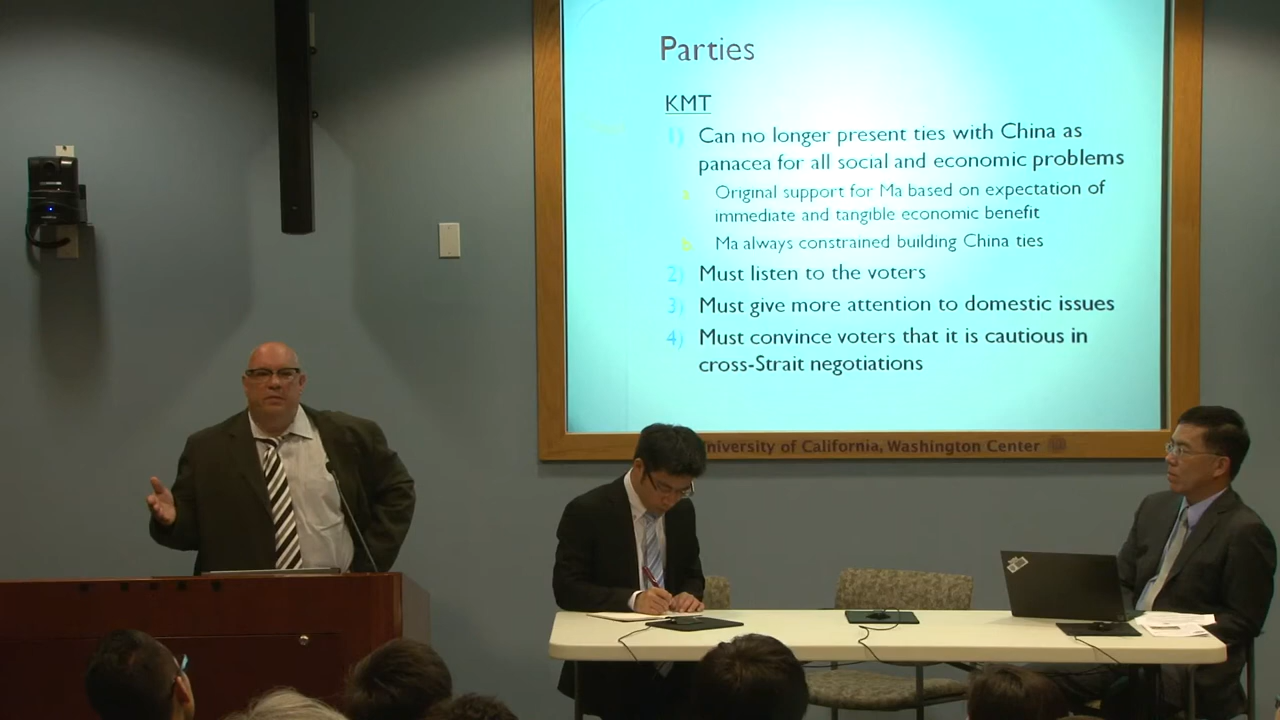 Parties
KMT
1) Can no longer present ties with China as
panacea for all social and economic problems
a. Original support for Ma based on expectation of
immediate and tangible economic benefit
b. Ma always constrained building China ties
2) Must listen to the voters
3) Must give more attention to domestic issues
4) Must convince voters that it is cautious in
cross-Strait negotiations
University of California, Washington Center